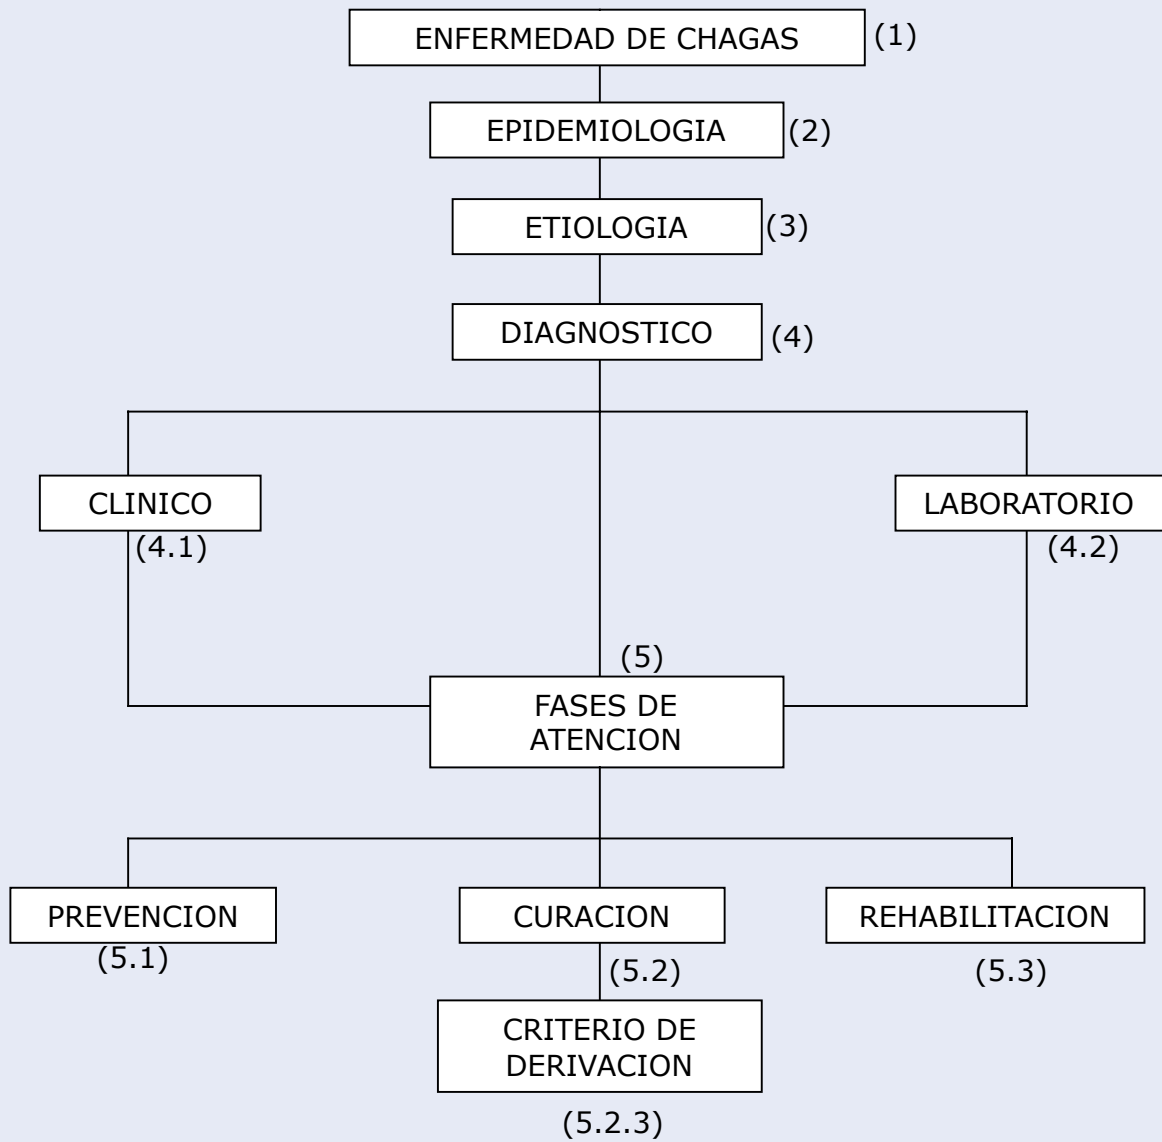 ENFERMEDAD DE CHAGAS (1)
EPIDEMIOLOGIA (2)
ETIOLOGIA (3)
DIAGNOSTICO (4)
CLINICO
(4.1)
LABORATORIO
(4.2)
(5)
FASES DE
ATENCION
PREVENCION
(5.1)
CURACION
(5.2)
REHABILITACION
(5.3)
CRITERIO DE
DERIVACION
(5.2.3)